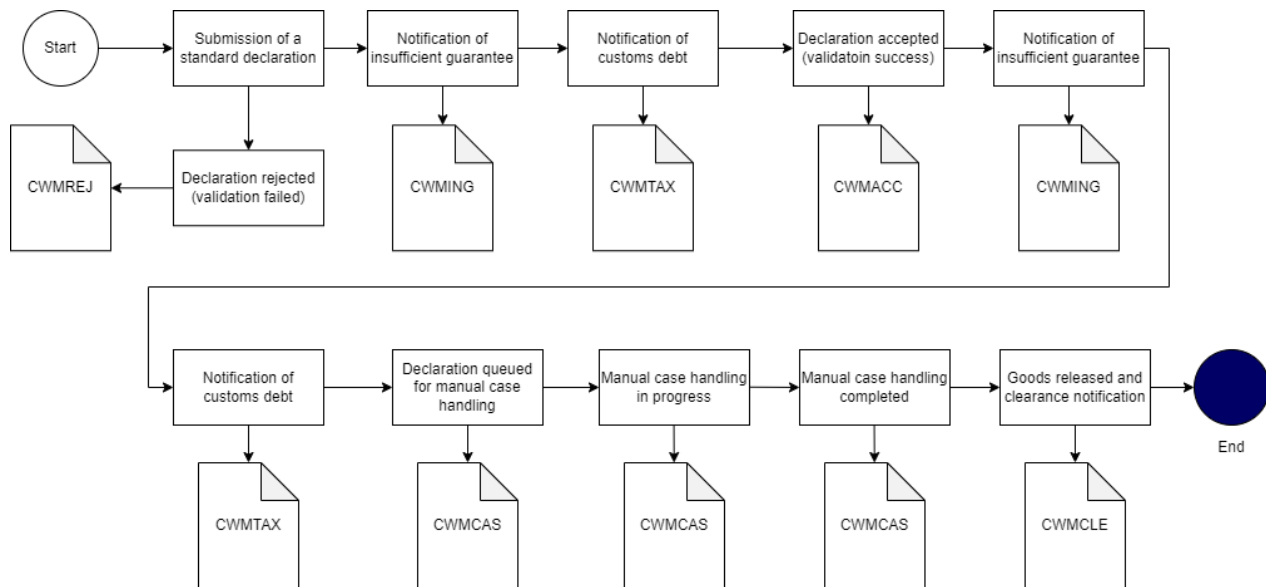 Start
Submission of a
standard declaration
Notification of
insufficient guarantee
Notification of
customs debt
Declaration accepted
(validatoin success)
Notification of
insufficient guarantee
CWMREJ
Declaration rejected
(validation failed)
CWMING
CWMTAX
CWMACC
CWMING
Notification of
customs debt
Declaration queued
for manual case
handling
Manual case handling
in progress
Manual case handling
completed
Goods released and
clearance notification
End
CWMTAX
CWMCAS
CWMCAS
CWMCAS
CWMCLE